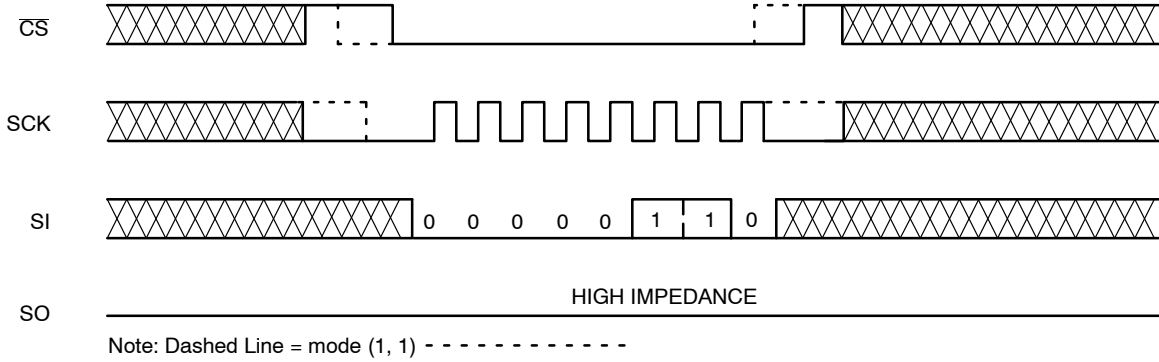 C̅S̅
SCK
SI
0 0 0 0 0 1 1 0
HIGH IMPEDANCE
SO
Note: Dashed Line = mode (1, 1) - - - - - - - - - - - -